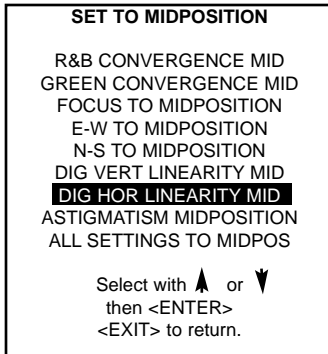 SET TO MIDPOSITION
R&B CONVERGENCE MID
GREEN CONVERGENCE MID
FOCUS TO MIDPOSITION
E-W TO MIDPOSITION
N-S TO MIDPOSITION
DIG VERT LINEARITY MID
DIG HOR LINEARITY MID
ASTIGMATISM MIDPOSITION
ALL SETTINGS TO MIDPOS
Select with or
then <ENTER>
<EXIT> to return.